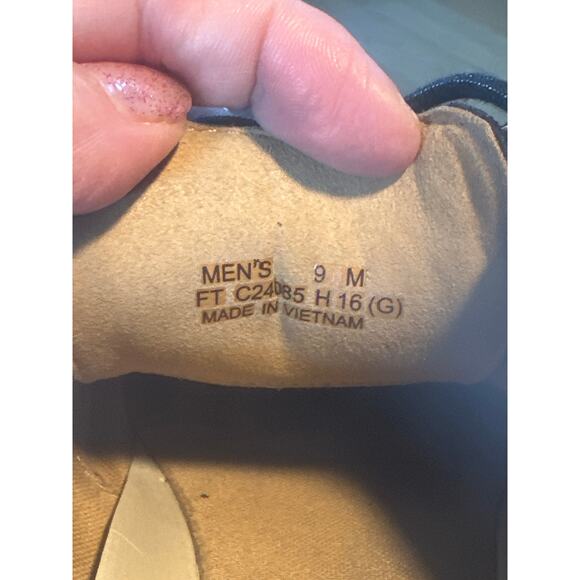 MEN'S 9 M
FT C24085 H 16 (G)
MADE IN VIETNAM